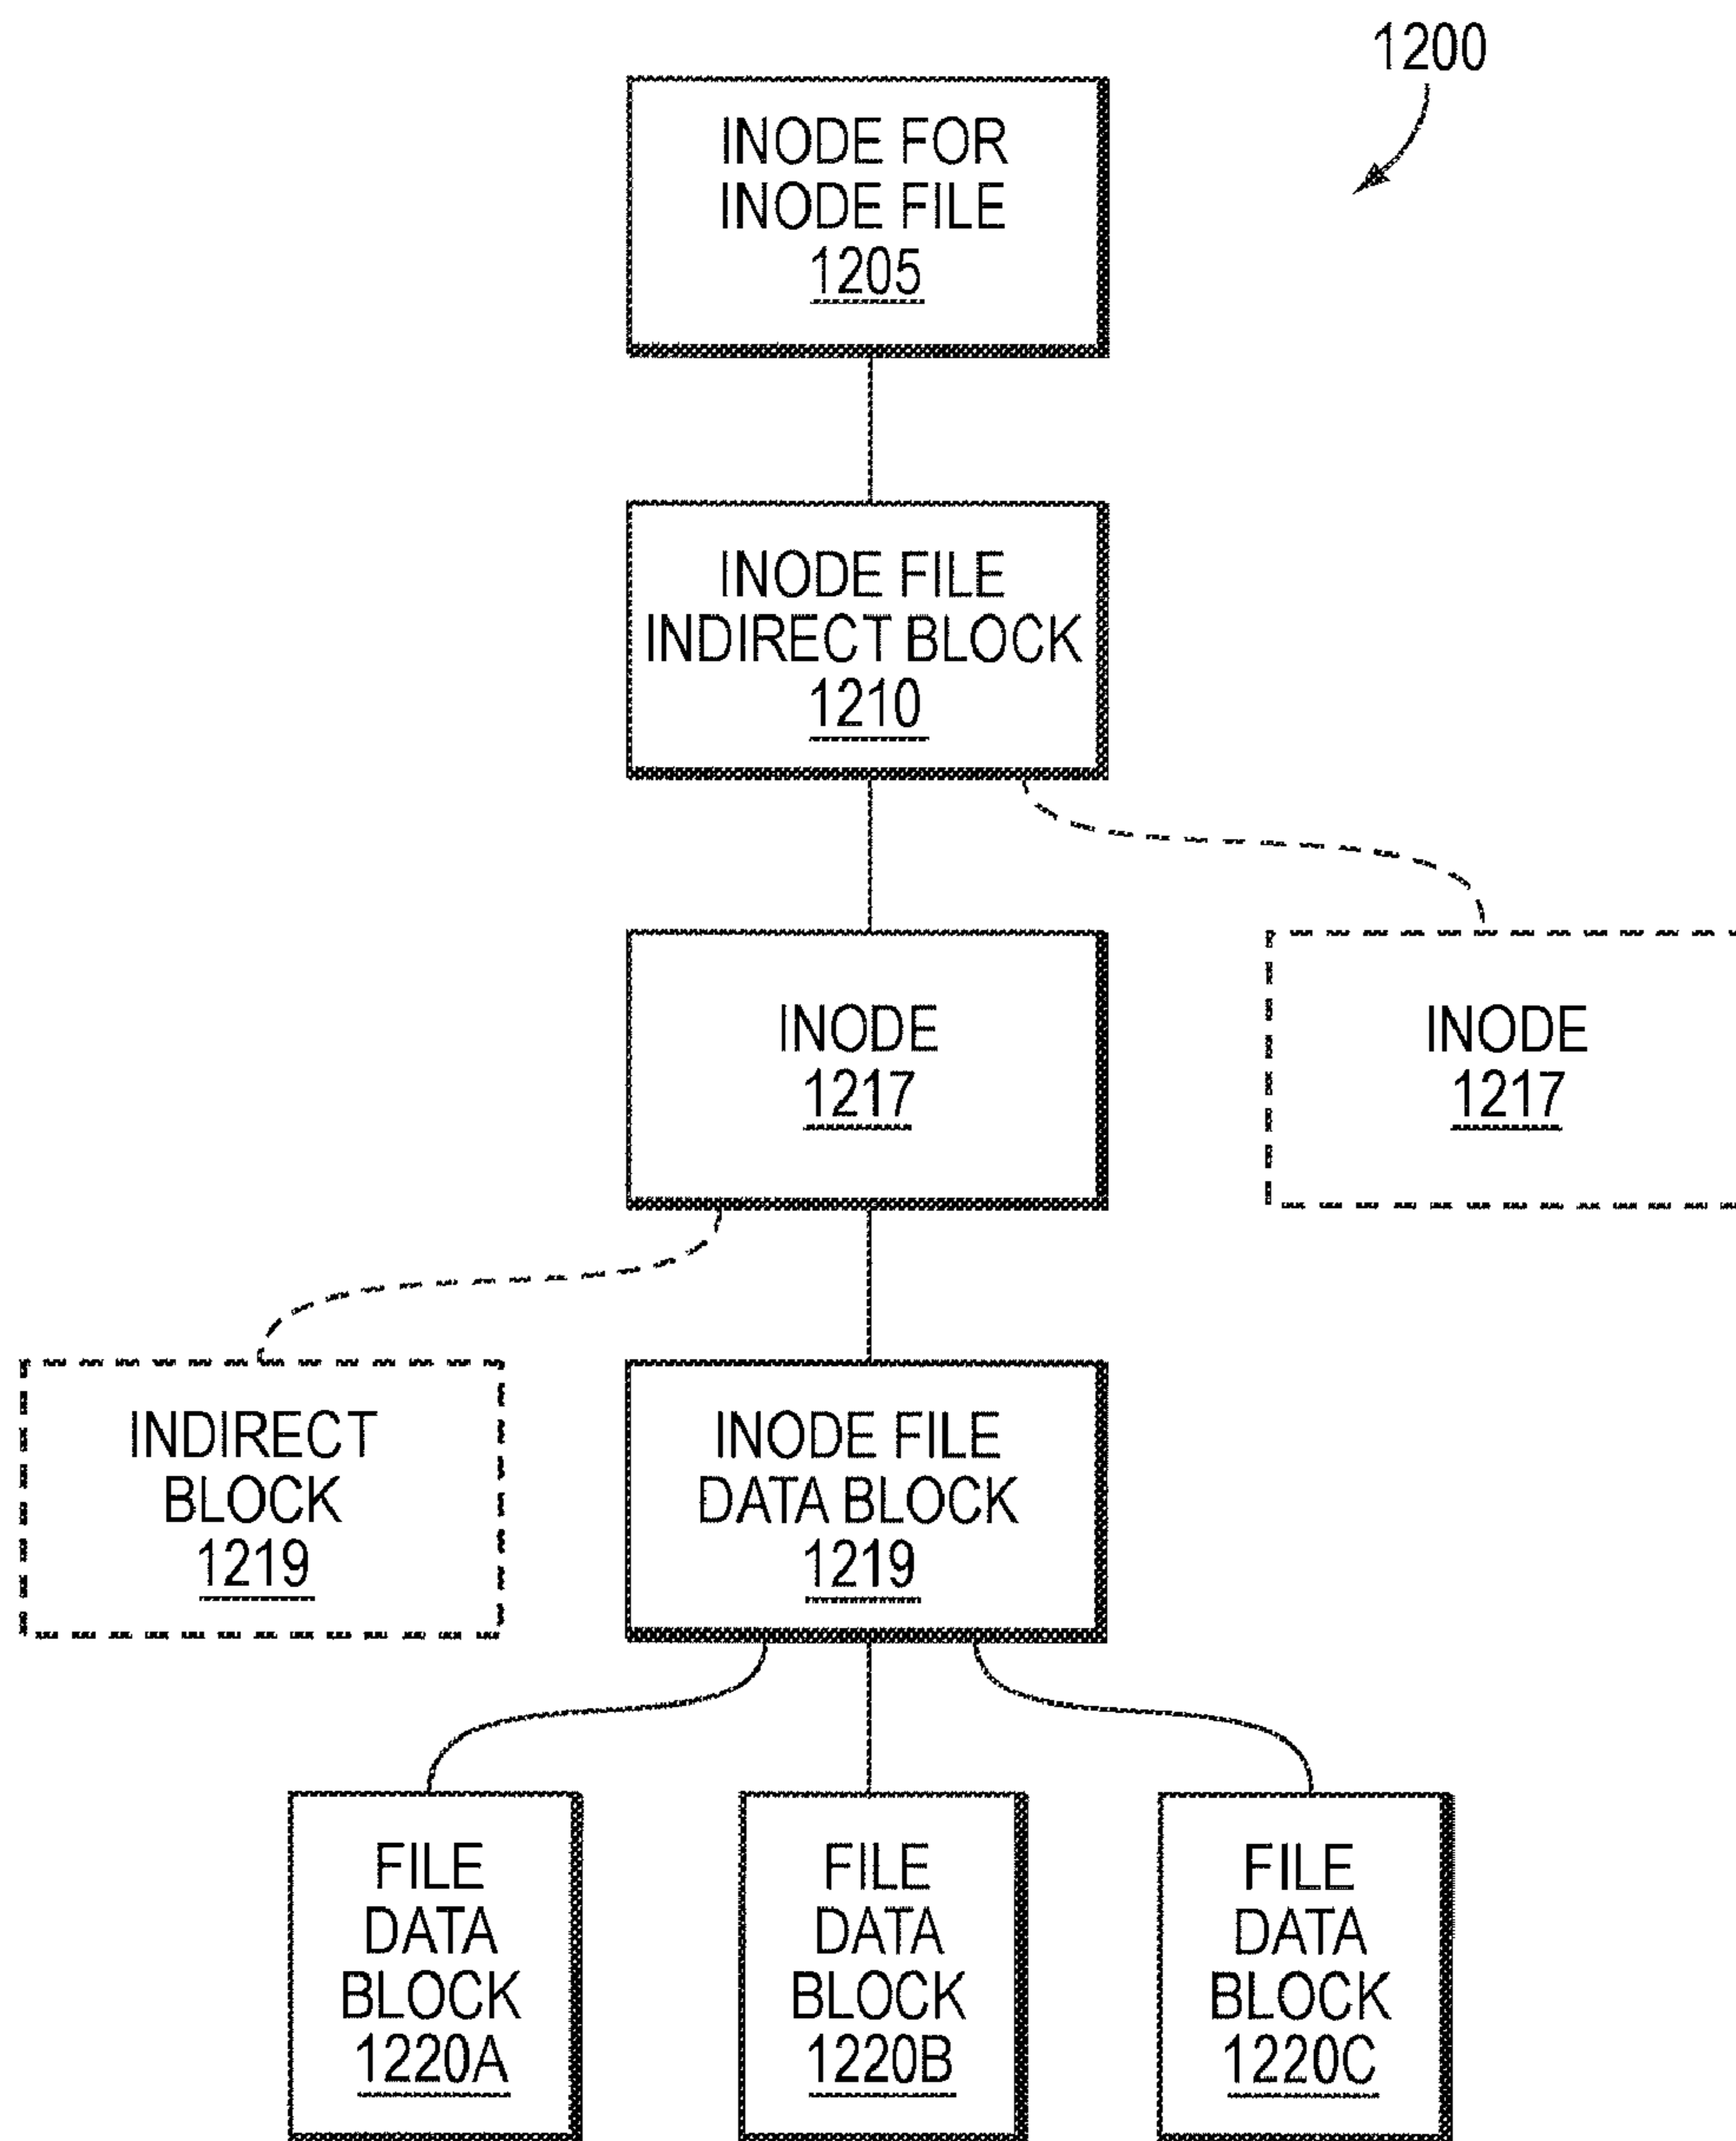 1200
INODE FOR
INODE FILE
1205
INODE FILE
INDIRECT BLOCK
1210
INODE
1217
INODE
1217
INDIRECT
BLOCK
1219
INODE FILE
DATA BLOCK
1219
FILE
DATA
BLOCK
1220A
FILE
DATA
BLOCK
1220B
FILE
DATA
BLOCK
1220C